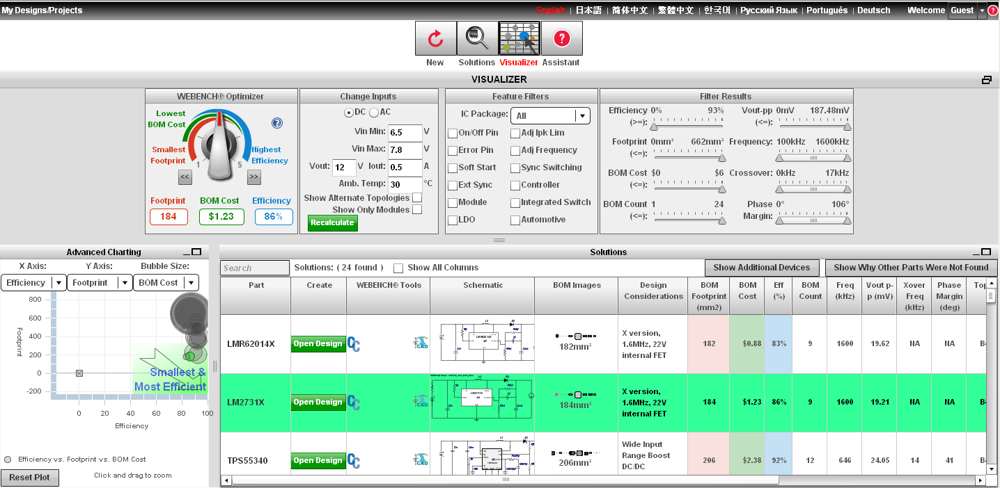 My Designs/Projects English | 日本語 | 简体中文 | 繁體中文 | 한국어 | Русский Язык | Português | Deutsch Welcome Guest ?
New Solutions Visualizer Assistant
VISUALIZER
WEBENCH® Optimizer
Lowest
BOM Cost
?
Smallest
Footprint
Highest
Efficiency
1 5
<< >>
Footprint BOM Cost Efficiency
184 $1.23 86%
Change Inputs
DC AC
Vin Min: 6.5 V
Vin Max: 7.8 V
Vout: 12 V Iout: 0.5 A
Amb. Temp: 30 °C
Show Alternate Topologies
Show Only Modules
Recalculate
Feature Filters
IC Package: All
On/Off Pin Adj Ipk Lim
Error Pin Adj Frequency
Soft Start Sync Switching
Ext Sync Controller
Module Integrated Switch
LDO Automotive
Filter Results
Efficiency 0% 93% Vout-pp 0mV 187.48mV
(>=): (<=):
Footprint 0mm² 662mm² Frequency: 100kHz 1600kHz
(<=):
BOM Cost $0 $6 Crossover: 0kHz 17kHz
(<=):
BOM Count 1 24 Phase 0° 106°
(<=): Margin:
Advanced Charting
X Axis: Y Axis: Bubble Size:
Efficiency Footprint BOM Cost
800
600
400
200
0
-200
Footprint
Smallest &
Most Efficient
0 20 40 60 80 100
Efficiency
Efficiency vs. Footprint vs. BOM Cost
Reset Plot Click and drag to zoom
Solutions
Search Solutions: ( 24 found ) Show All Columns Show Additional Devices Show Why Other Parts Were Not Found
Part Create WEBENCH® Tools Schematic BOM Images Design Considerations BOM Footprint (mm2) BOM Cost Eff (%) BOM Count Freq (kHz) Vout p-p (mV) Xover Freq (kHz) Phase Margin (deg) Top
LMR62014X Open Design CAD 182mm² X version, 1.6MHz, 22V internal FET 182 $0.88 83% 9 1600 19.62 NA NA Bo
LM2731X Open Design CAD LM2731X 184mm² X version, 1.6MHz, 22V internal FET 184 $1.23 86% 9 1600 19.21 NA NA Bo
TPS55340 Open Design CAD 206mm² Wide Input Range Boost DC/DC 206 $2.38 92% 12 646 24.05 14 41 Bo